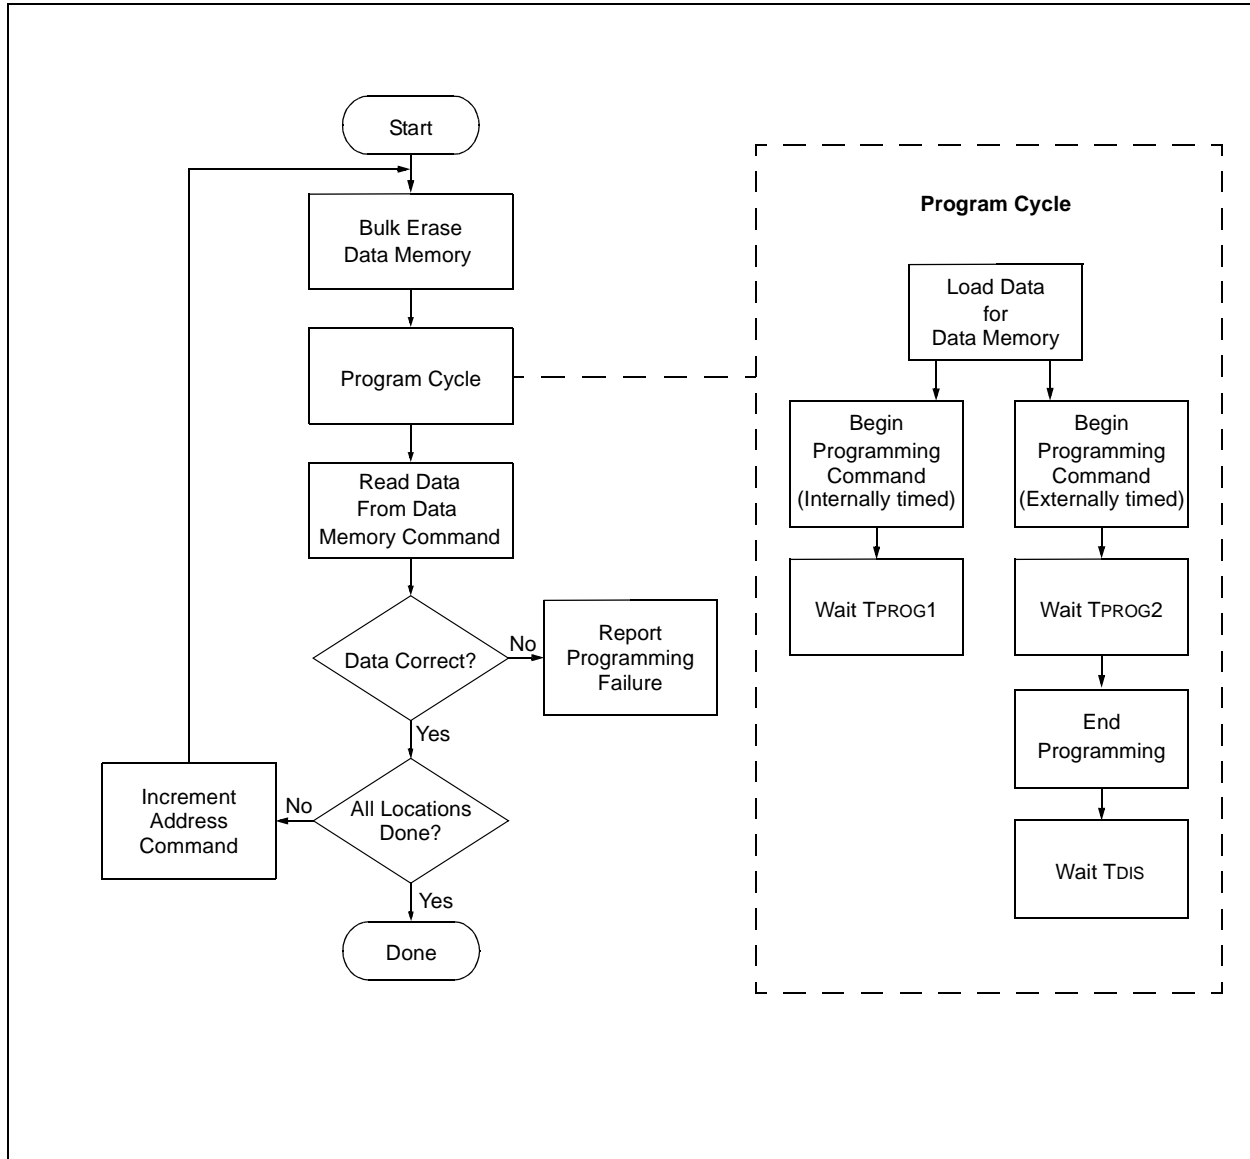 Start
Bulk Erase
Data Memory
Program Cycle
Read Data
From Data
Memory Command
Data Correct?
No
Report
Programming
Failure
Yes
All Locations
Done?
No
Increment
Address
Command
Yes
Done
Program Cycle
Load Data
for
Data Memory
Begin
Programming
Command
(Internally timed)
Wait TPROG1
Begin
Programming
Command
(Externally timed)
Wait TPROG2
End
Programming
Wait TDIS